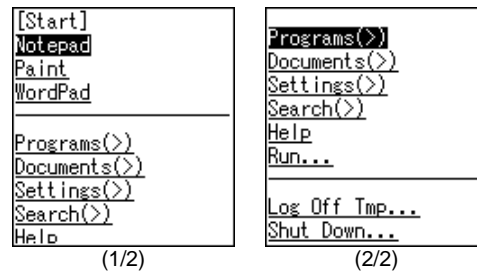 [Start]
Notepad
Paint
WordPad
Programs(>)
Documents(>)
Settings(>)
Search(>)
Help
(1/2)
Programs(>)
Documents(>)
Settings(>)
Search(>)
Help
Run...
Log Off Tmp...
Shut Down...
(2/2)